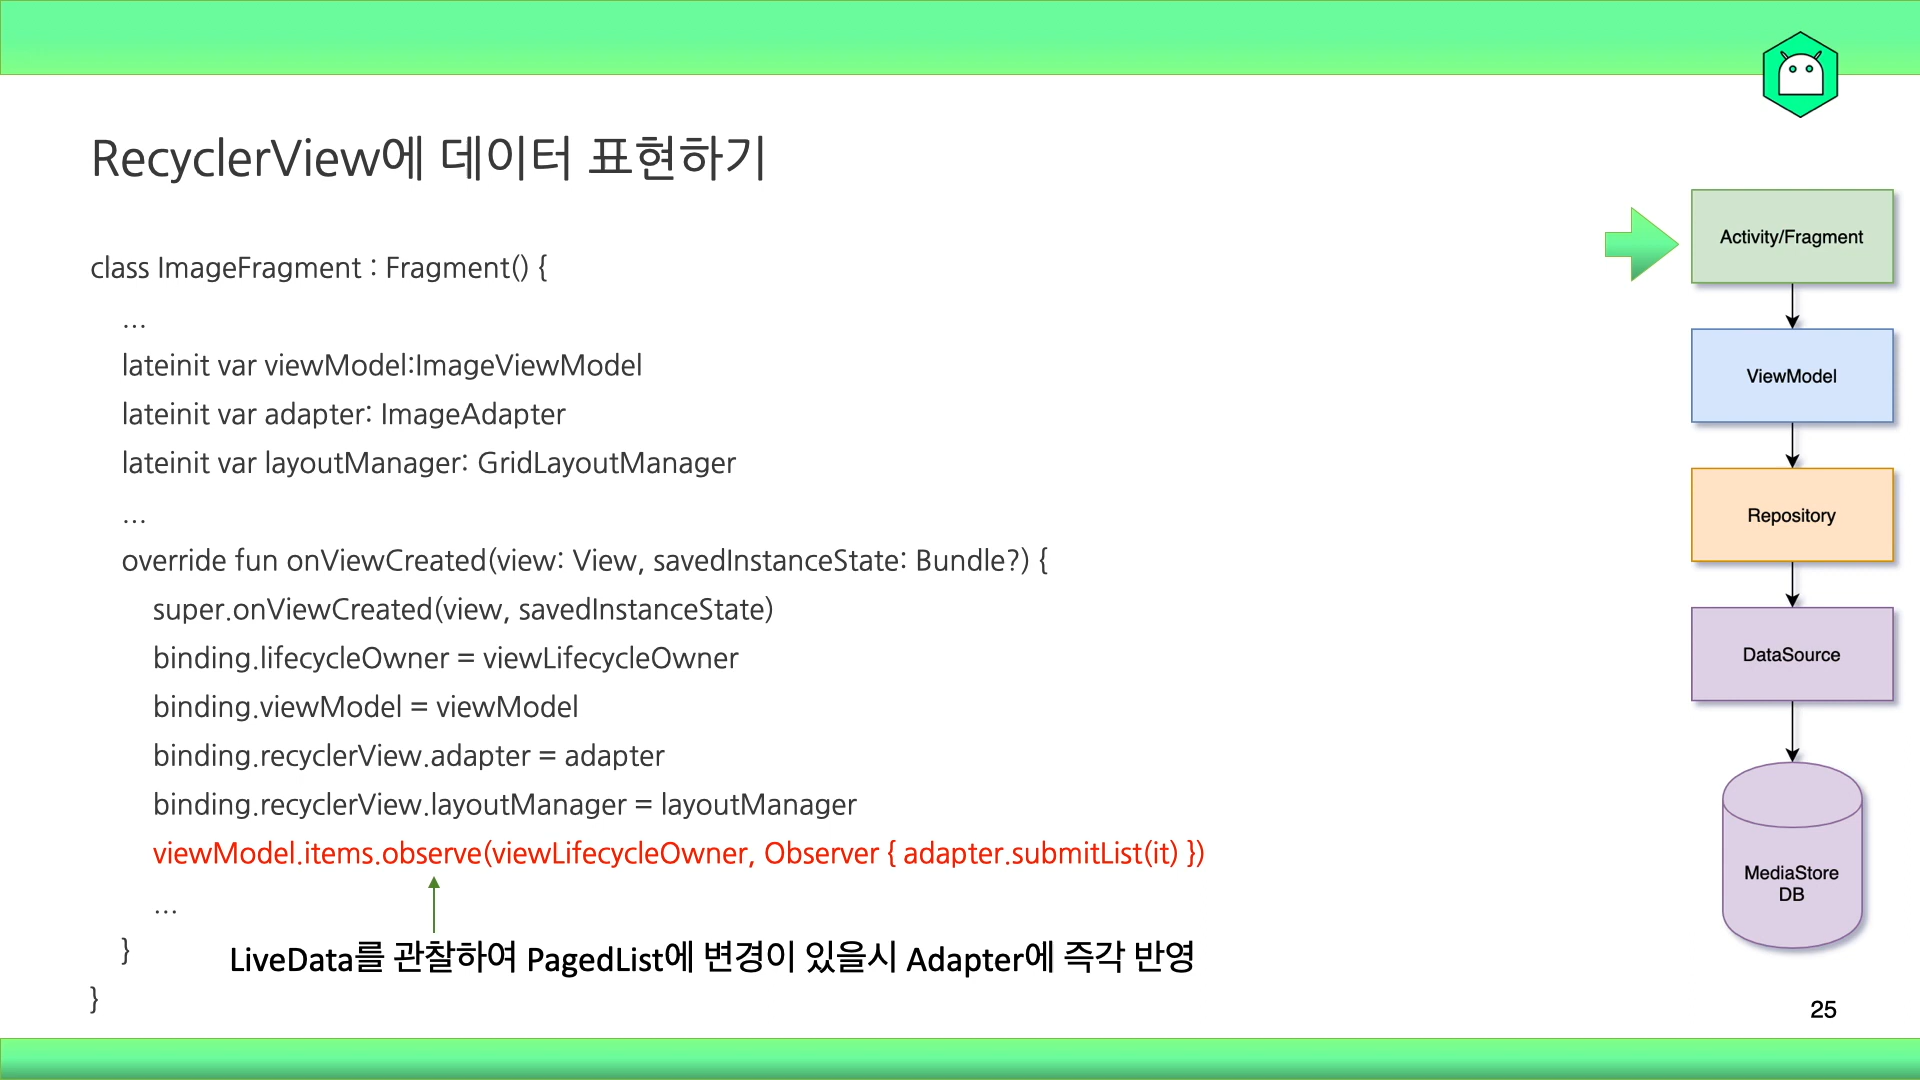 RecyclerView에 데이터 표현하기
class ImageFragment : Fragment() {
...
lateinit var viewModel:ImageViewModel
lateinit var adapter: ImageAdapter
lateinit var layoutManager: GridLayoutManager
...
override fun onViewCreated(view: View, savedInstanceState: Bundle?) {
super.onViewCreated(view, savedInstanceState)
binding.lifecycleOwner = viewLifecycleOwner
binding.viewModel = viewModel
binding.recyclerView.adapter = adapter
binding.recyclerView.layoutManager = layoutManager
viewModel.items.observe(viewLifecycleOwner, Observer { adapter.submitList(it) })
...
}
LiveData를 관찰하여 PagedList에 변경이 있을시 Adapter에 즉각 반영
}
Activity/Fragment
ViewModel
Repository
DataSource
MediaStore
DB
25